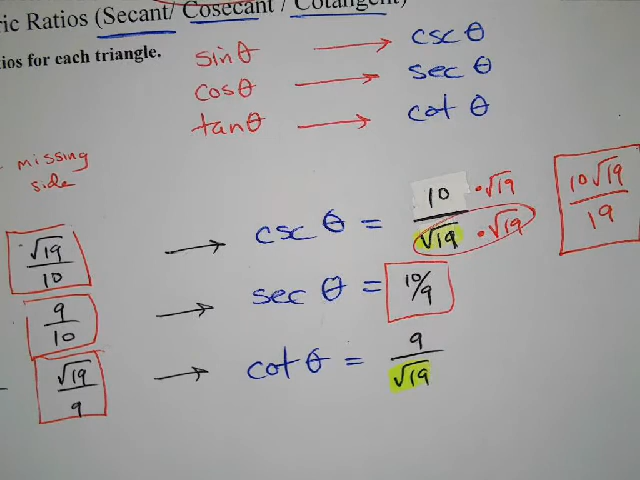 ric Ratios (Secant/ Cosecant / Cotangent)
ios for each triangle.
sin θ → csc θ
cos θ → sec θ
tan θ → cot θ
missing
side
√19/10 → csc θ = 10/√19 · √19/· √19 10√19/19
9/10 → sec θ = 10/9
√19/9 → cot θ = 9/√19